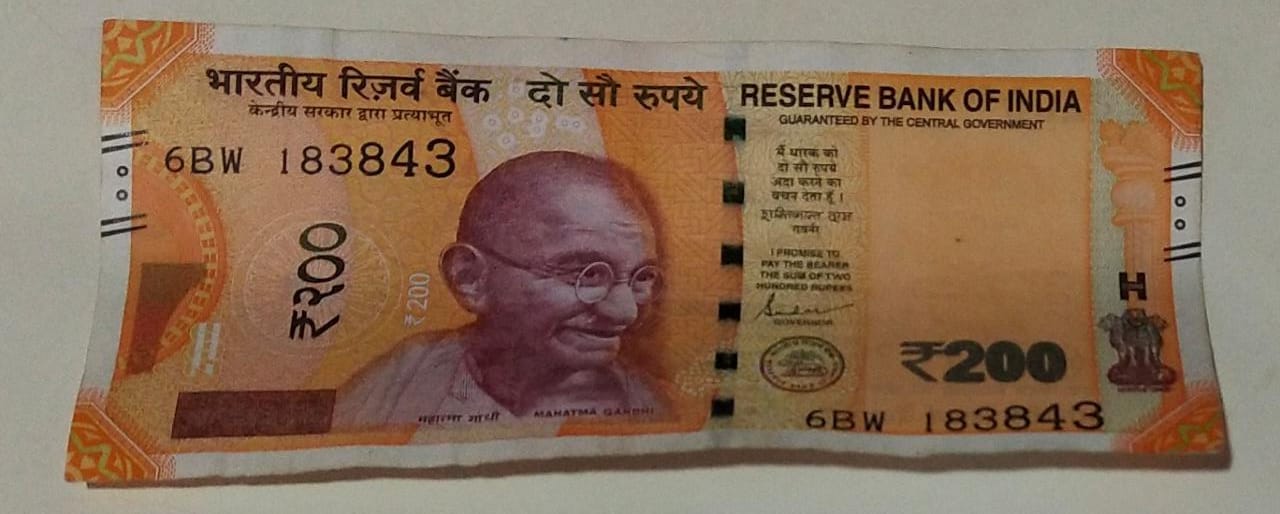 भारतीय रिज़र्व बैंक दो सौ रुपये RESERVE BANK OF INDIA
केन्द्रीय सरकार द्वारा प्रत्याभूत
GUARANTEED BY THE CENTRAL GOVERNMENT
6BW 183843
₹२००
₹200
महात्मा गांधी MAHATMA GANDHI
मैं धारक को
दो सौ रुपये
अदा करने का
वचन देता हूँ।
गवर्नर
I PROMISE TO
PAY THE BEARER
THE SUM OF TWO
HUNDRED RUPEES
GOVERNOR
₹200
6BW 183843